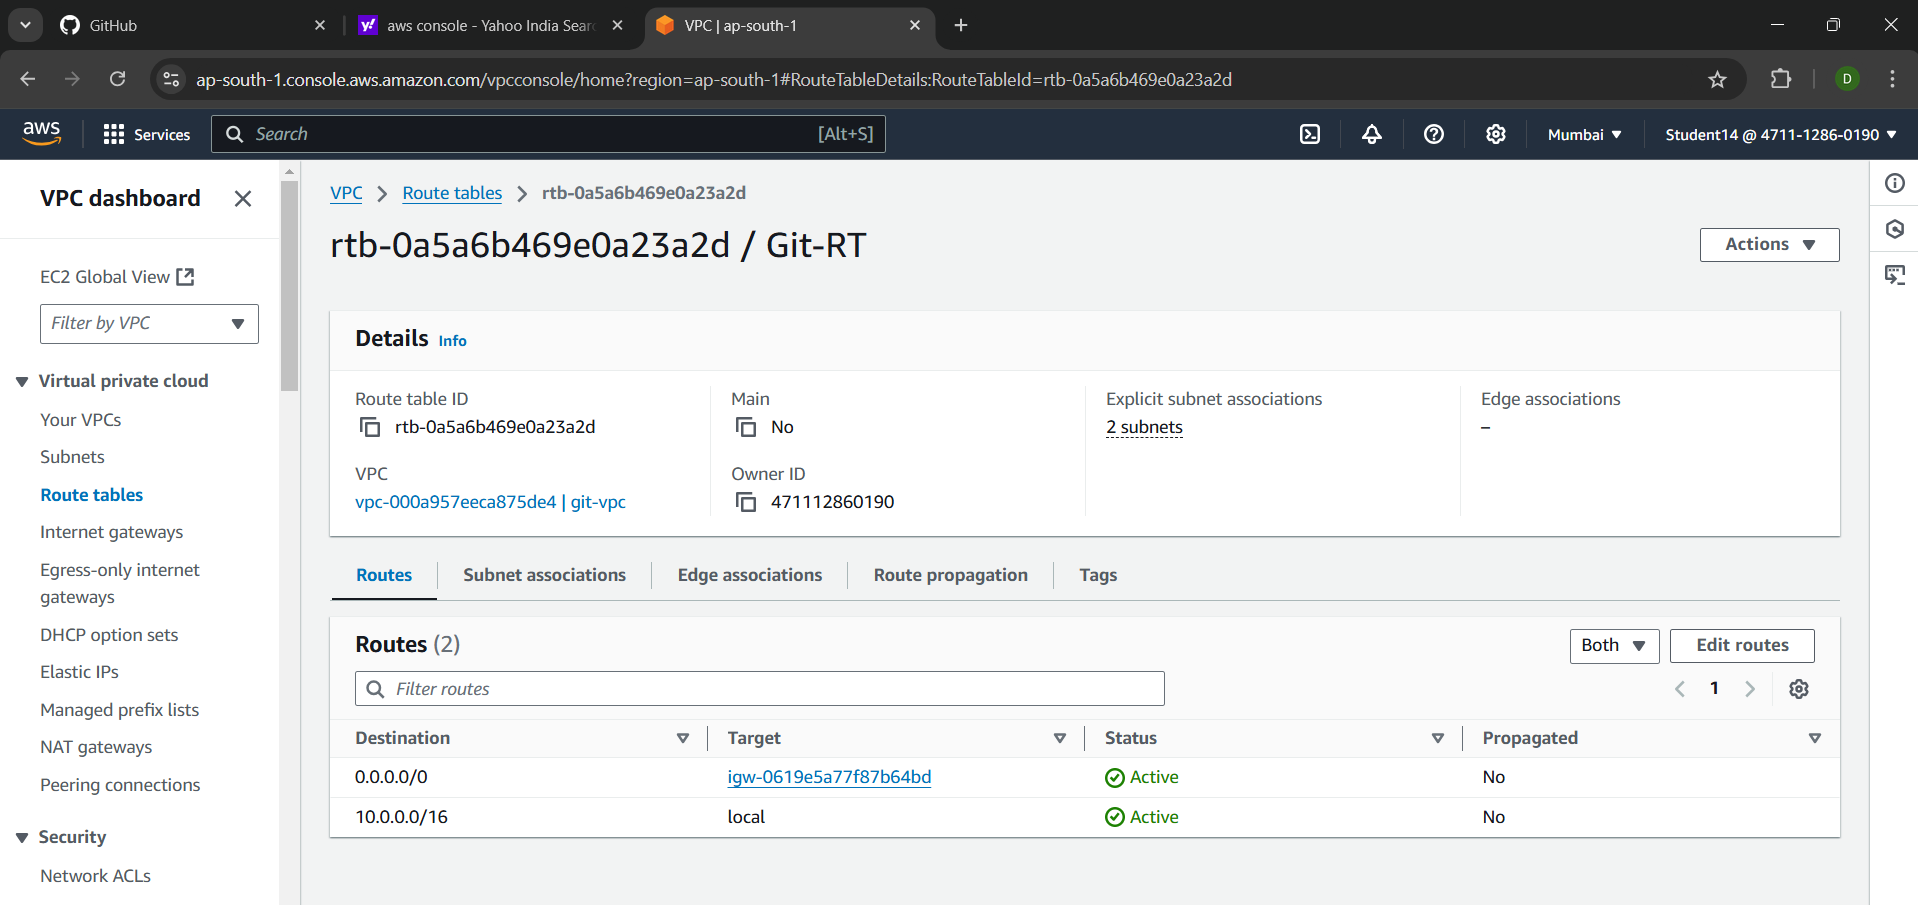 GitHub
aws console - Yahoo India Sear
VPC | ap-south-1
ap-south-1.console.aws.amazon.com/vpcconsole/home?region=ap-south-1#RouteTableDetails:RouteTableId=rtb-0a5a6b469e0a23a2d
D
aws
Services
Search
[Alt+S]
Mumbai
Student14 @ 4711-1286-0190
VPC dashboard
EC2 Global View
Filter by VPC
Virtual private cloud
Your VPCs
Subnets
Route tables
Internet gateways
Egress-only internet
gateways
DHCP option sets
Elastic IPs
Managed prefix lists
NAT gateways
Peering connections
Security
Network ACLs
VPC > Route tables > rtb-0a5a6b469e0a23a2d
rtb-0a5a6b469e0a23a2d / Git-RT
Actions
Details Info
Route table ID
rtb-0a5a6b469e0a23a2d
Main
No
Explicit subnet associations
2 subnets
Edge associations
–
VPC
vpc-000a957eeca875de4 | git-vpc
Owner ID
471112860190
Routes
Subnet associations
Edge associations
Route propagation
Tags
Routes (2)
Both
Edit routes
Filter routes
1
Destination Target Status Propagated
0.0.0.0/0 igw-0619e5a77f87b64bd Active No
10.0.0.0/16 local Active No